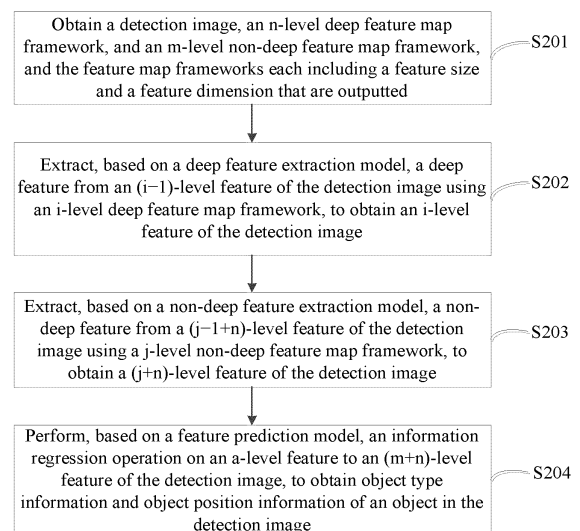 Obtain a detection image, an n-level deep feature map
framework, and an m-level non-deep feature map framework,
and the feature map frameworks each including a feature size
and a feature dimension that are outputted
S201
Extract, based on a deep feature extraction model, a deep
feature from an (i−1)-level feature of the detection image using
an i-level deep feature map framework, to obtain an i-level
feature of the detection image
S202
Extract, based on a non-deep feature extraction model, a non-
deep feature from a (j−1+n)-level feature of the detection
image using a j-level non-deep feature map framework, to
obtain a (j+n)-level feature of the detection image
S203
Perform, based on a feature prediction model, an information
regression operation on an a-level feature to an (m+n)-level
feature of the detection image, to obtain object type
information and object position information of an object in the
detection image
S204